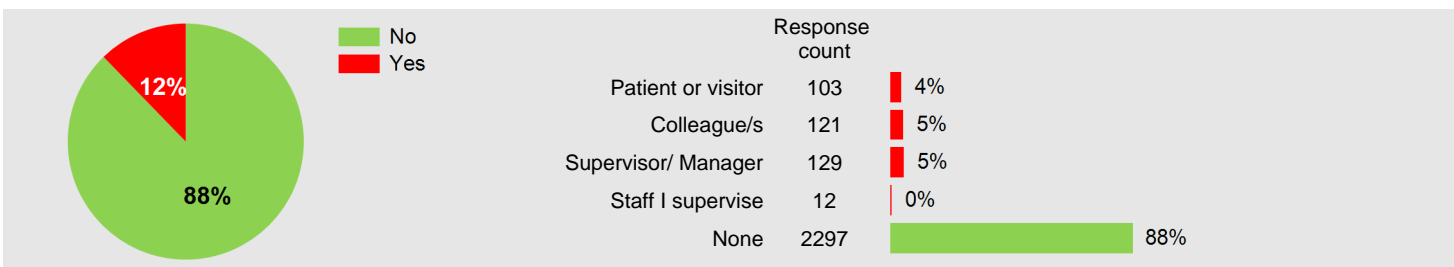 No
Yes
12%
88%
Response
count
Patient or visitor 103 4%
Colleague/s 121 5%
Supervisor/ Manager 129 5%
Staff I supervise 12 0%
None 2297 88%